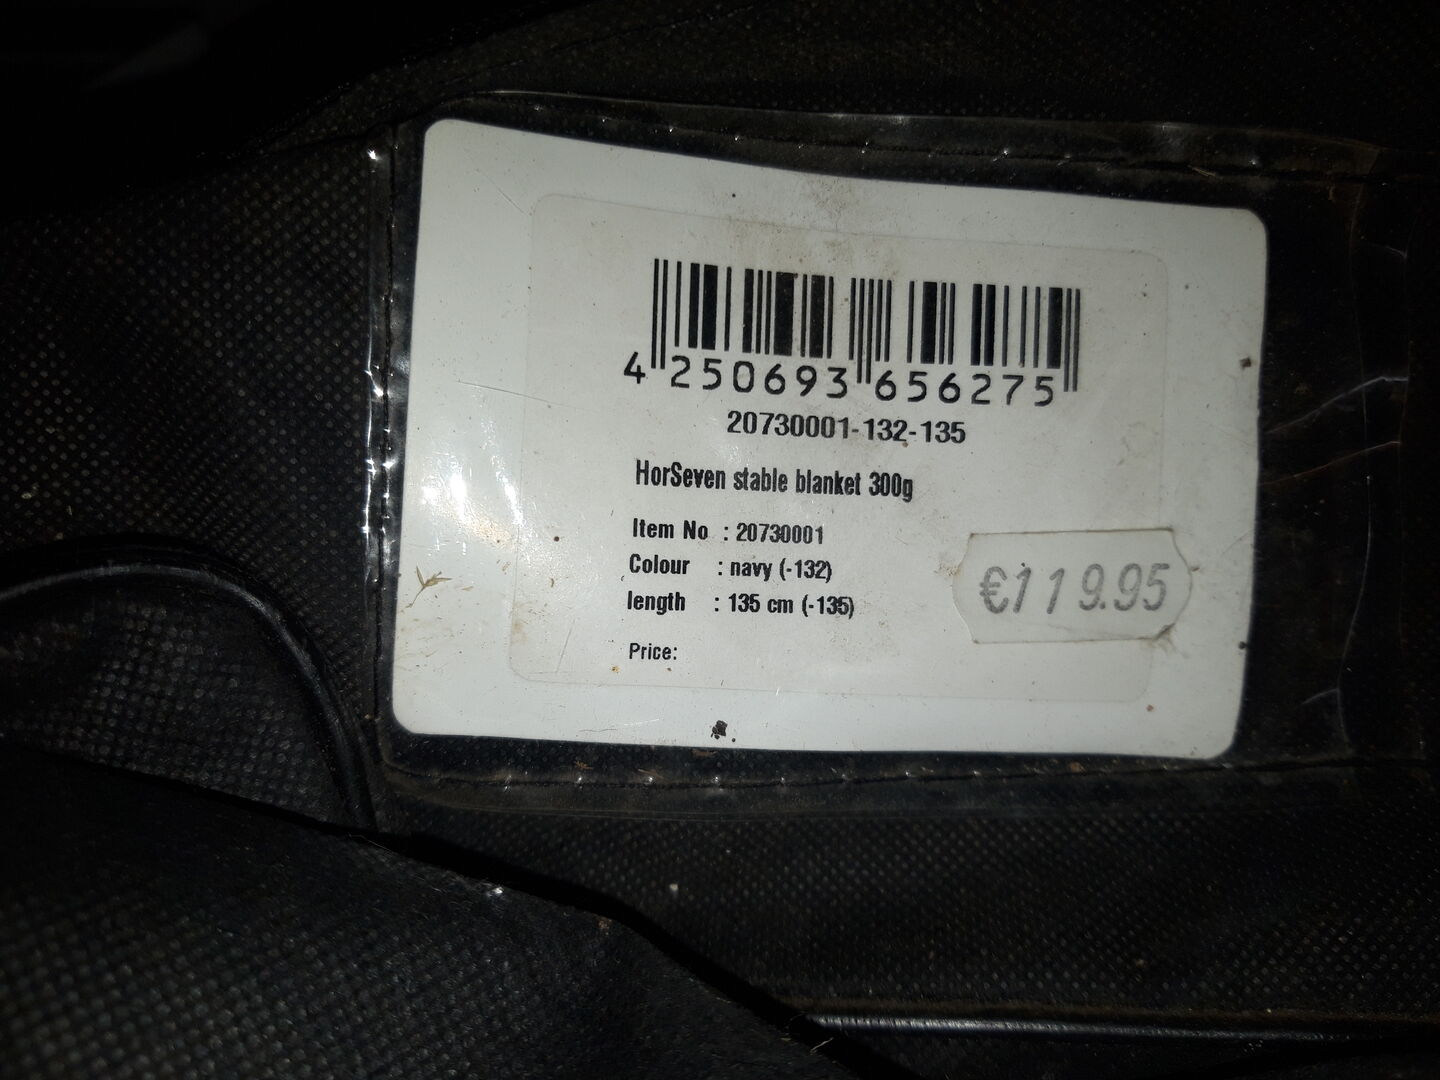 4 250693 656275
20730001-132-135
HorSeven stable blanket 300g
Item No : 20730001
Colour : navy (-132)
length : 135 cm (-135)
€119.95
Price: